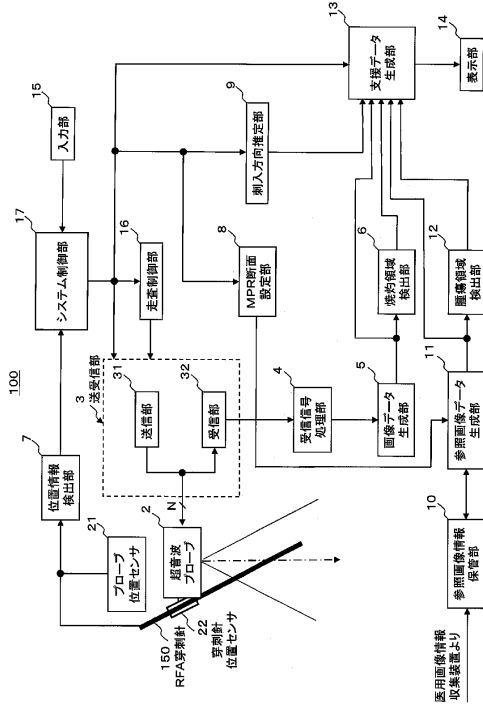 100
17
システム制御部
15
入力部
7
位置情報
検出部
3
送受信部
16
走査制御部
31
送信部
32
受信部
21
プローブ
位置センサ
N
2
超音波
プローブ
22
穿刺針
位置センサ
150
RFA穿刺針
8
MPR断面
設定部
9
刺入方向推定部
13
支援データ
生成部
14
表示部
4
受信信号
処理部
5
画像データ
生成部
6
焼灼領域
検出部
12
腫瘍領域
検出部
11
参照画像データ
生成部
10
参照画像情報
保管部
医用画像情報
収集装置より